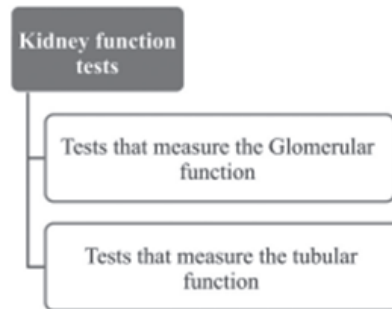 Kidney function
tests
Tests that measure the Glomerular
function
Tests that measure the tubular
function